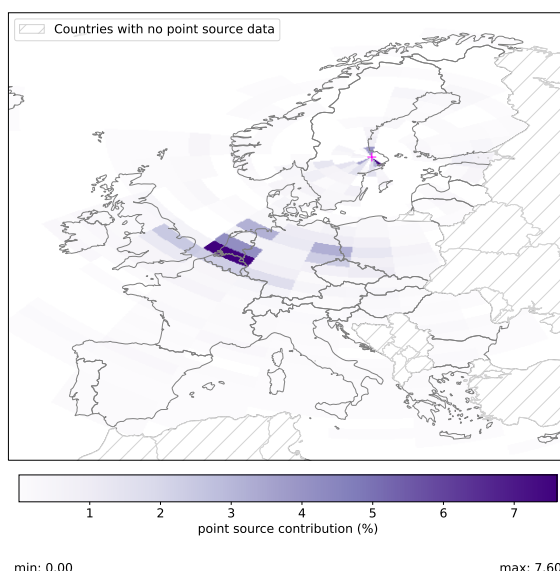 Countries with no point source data
1 2 3 4 5 6 7
point source contribution (%)
min: 0.00 max: 7.60